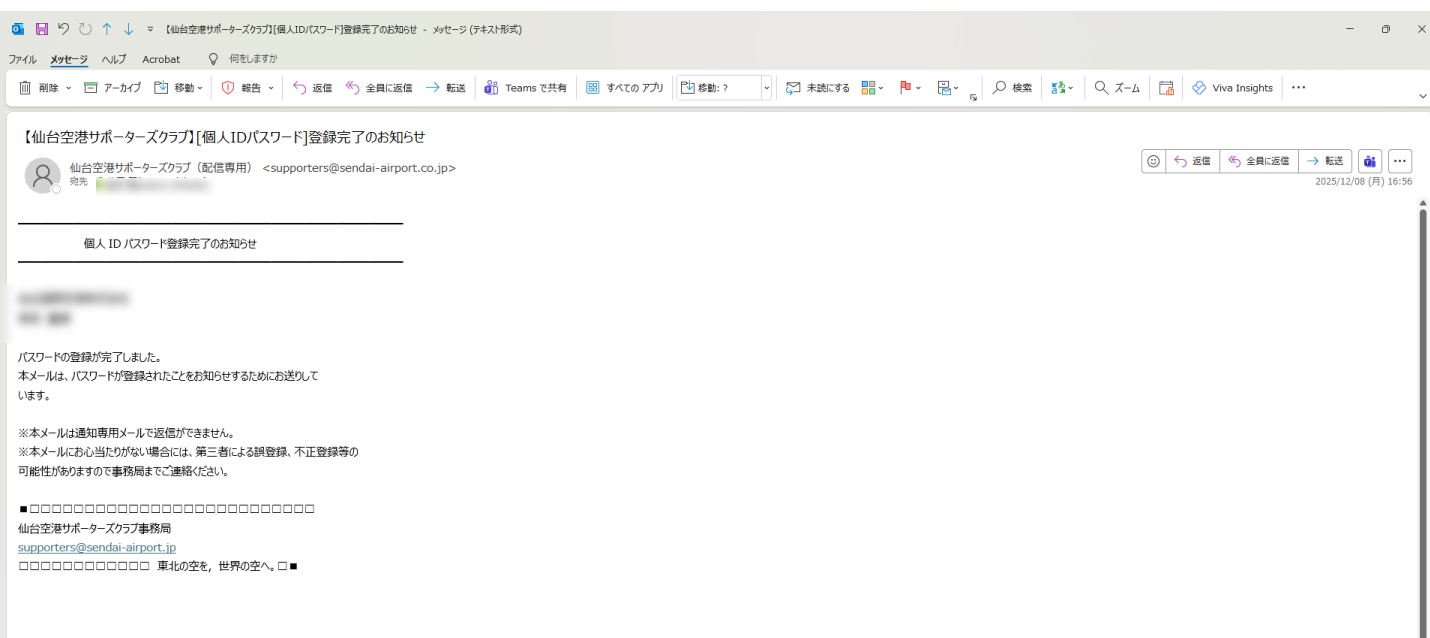 【仙台空港サポーターズクラブ】[個人IDパスワード]登録完了のお知らせ - メッセージ (テキスト形式)
ファイル メッセージ ヘルプ Acrobat 何をしますか
削除 アーカイブ 移動 報告 返信 全員に返信 転送 Teams で共有 すべての アプリ 移動: ? 未読にする 検索 ズーム Viva Insights ...
【仙台空港サポーターズクラブ】[個人IDパスワード]登録完了のお知らせ
仙台空港サポーターズクラブ（配信専用） <supporters@sendai-airport.co.jp>
返信 全員に返信 転送
宛先
2025/12/08 (月) 16:56
個人 ID パスワード登録完了のお知らせ
パスワードの登録が完了しました。
本メールは、パスワードが登録されたことをお知らせするためにお送りして
います。
※本メールは通知専用メールで返信ができません。
※本メールにお心当たりがない場合には、第三者による誤登録、不正登録等の
可能性がありますので事務局までご連絡ください。
■□□□□□□□□□□□□□□□□□□□□□□□□□□
仙台空港サポーターズクラブ事務局
supporters@sendai-airport.jp
□□□□□□□□□□□□ 東北の空を，世界の空へ。□■